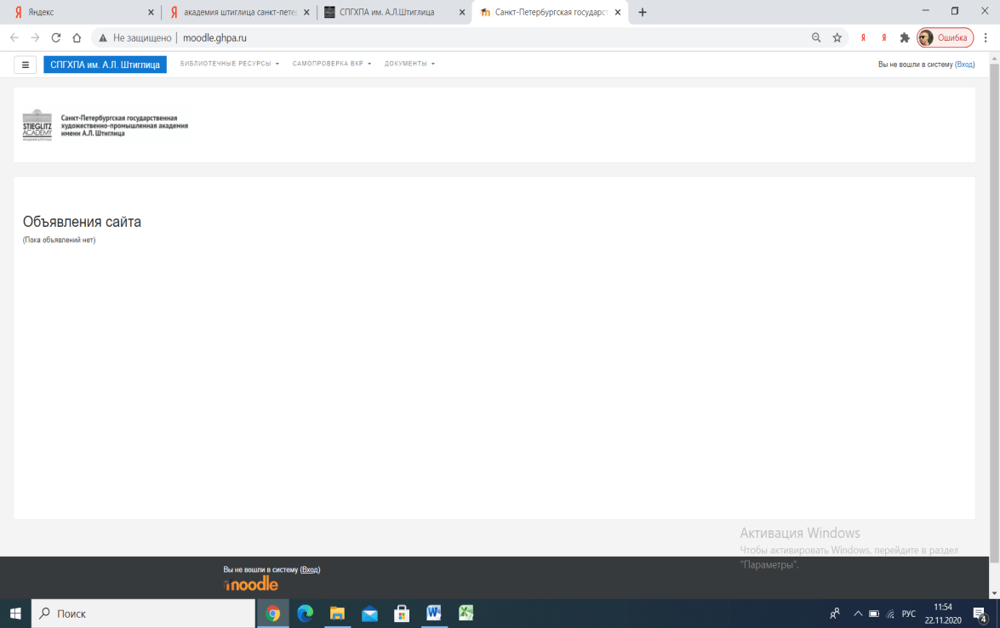 Яндекс
академия штиглица санкт-пете
СПГХПА им. А.Л.Штиглица
Санкт-Петербургская государст
Не защищено
moodle.ghpa.ru
Ошибка
СПГХПА им. А.Л. Штиглица
БИБЛИОТЕЧНЫЕ РЕСУРСЫ
САМОПРОВЕРКА ВКР
ДОКУМЕНТЫ
Вы не вошли в систему (Вход)
STIEGLITZ
ACADEMY
Санкт-Петербургская государственная
художественно-промышленная академия
имени А.Л. Штиглица
Объявления сайта
(Пока объявлений нет)
Активация Windows
Чтобы активировать Windows, перейдите в раздел
"Параметры".
Вы не вошли в систему (Вход)
moodle
Поиск
РУС
11:54
22.11.2020
4